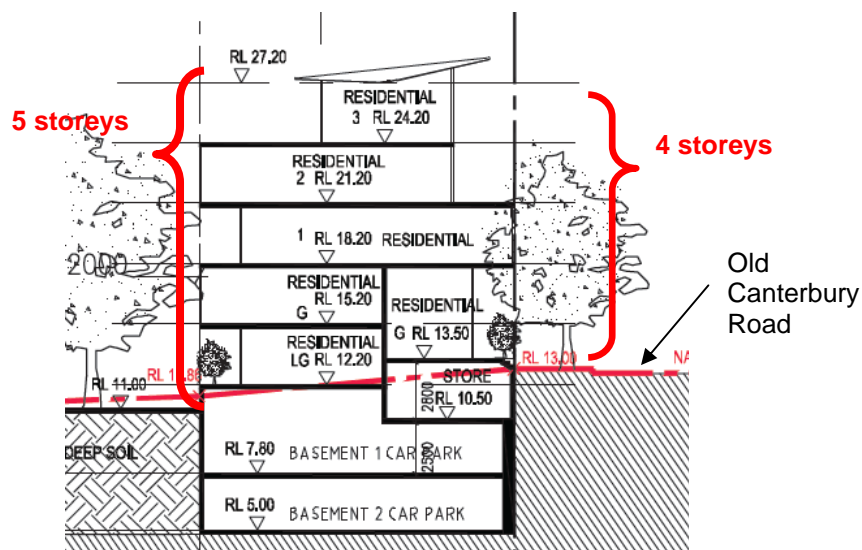 RL 27.20
5 storeys
RESIDENTIAL
3 RL 24.20
4 storeys
RESIDENTIAL
2 RL 21.20
1 RL 18.20 RESIDENTIAL
2000
RESIDENTIAL
RL 15.20
G
RESIDENTIAL
G RL 13.50
Old
Canterbury
Road
RESIDENTIAL
LG RL 12.20
RL 13.00
NA
RL 11.00
STORE
RL 10.50
2800
DEEP SOIL
RL 7.80 BASEMENT 1 CAR PARK
2500
RL 5.00 BASEMENT 2 CAR PARK